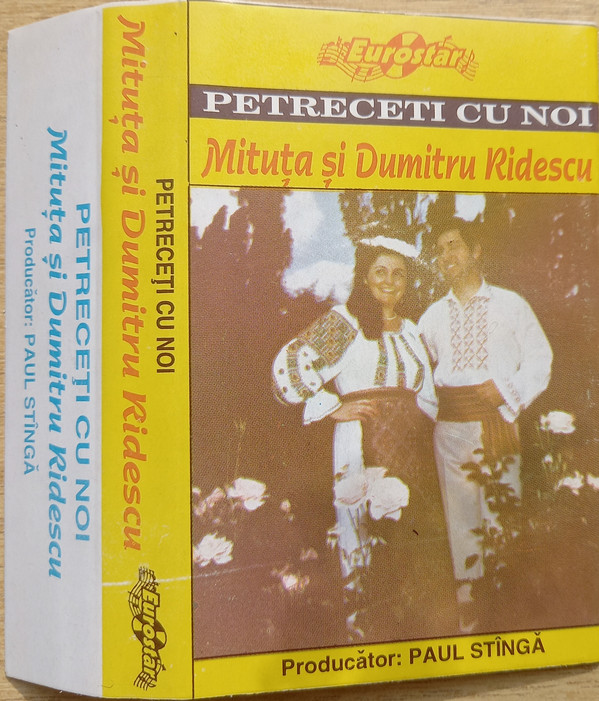 Eurostar
PETRECETI CU NOI
Mituța și Dumitru Ridescu
Producător: PAUL STÎNGĂ
Mituța și Dumitru Ridescu
PETRECEȚI CU NOI
Eurostar
PETRECEȚI CU NOI
Mituța și Dumitru Ridescu
Producător: PAUL STÎNGĂ